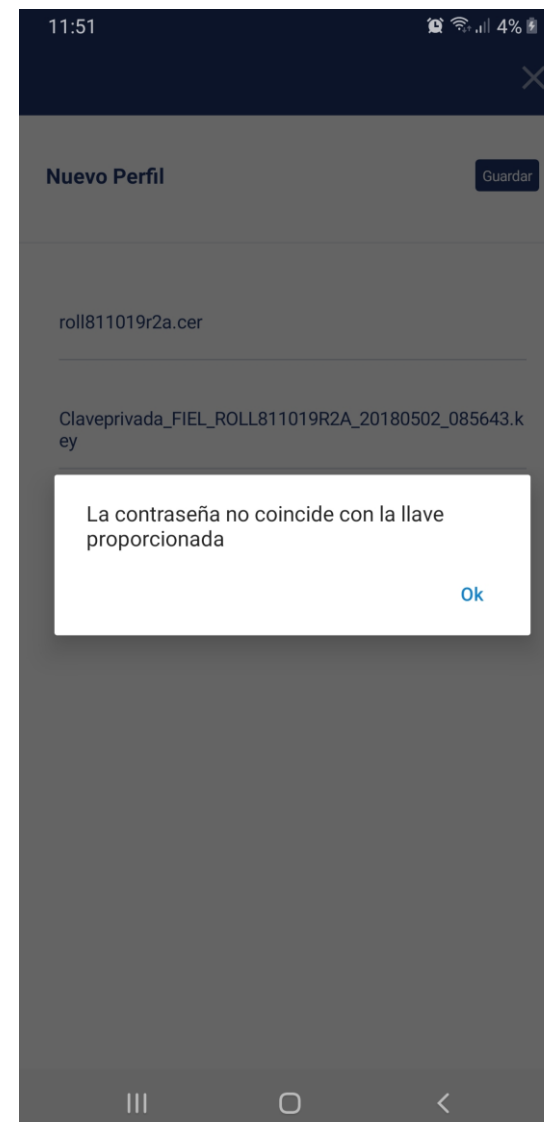 11:51
4%
Nuevo Perfil
Guardar
roll811019r2a.cer
Claveprivada_FIEL_ROLL811019R2A_20180502_085643.k
ey
La contraseña no coincide con la llave
proporcionada
Ok